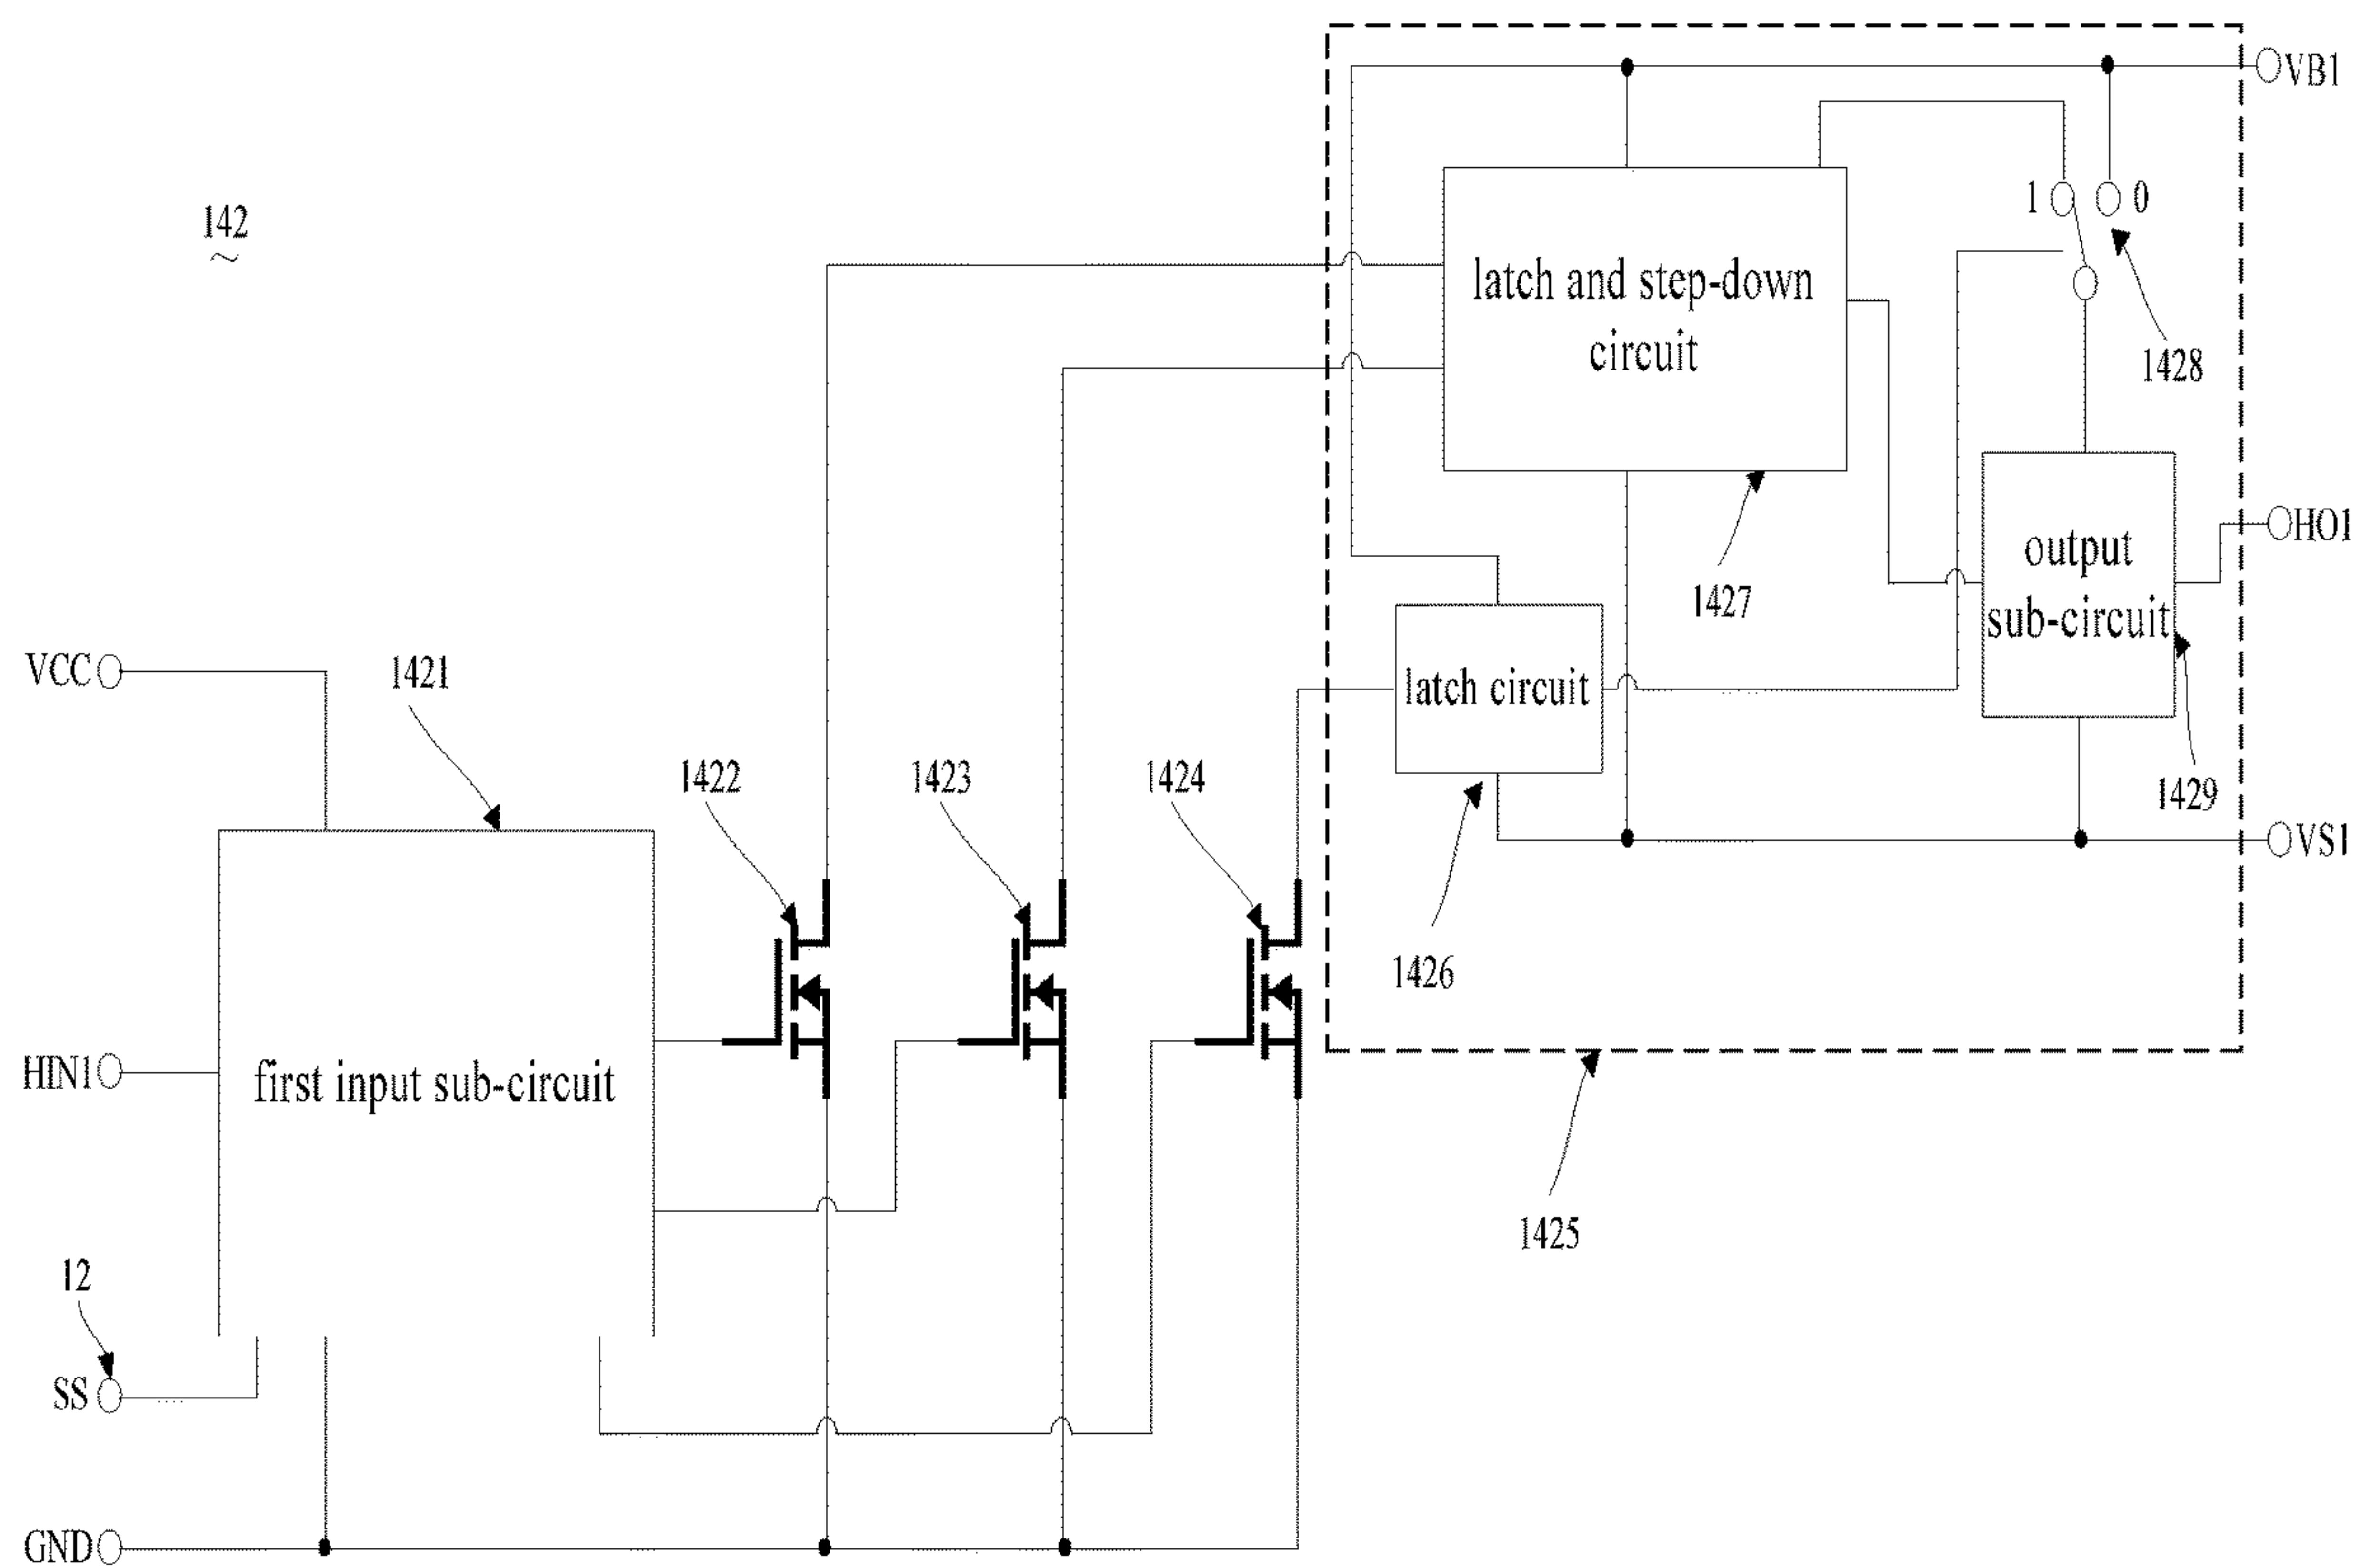 VB1
142
~
1
0
latch and step-down
circuit
1428
HO1
output
sub-circuit
1427
VCC
1421
latch circuit
1422
1423
1424
1429
VS1
1426
HIN1
first input sub-circuit
1425
12
SS
GND